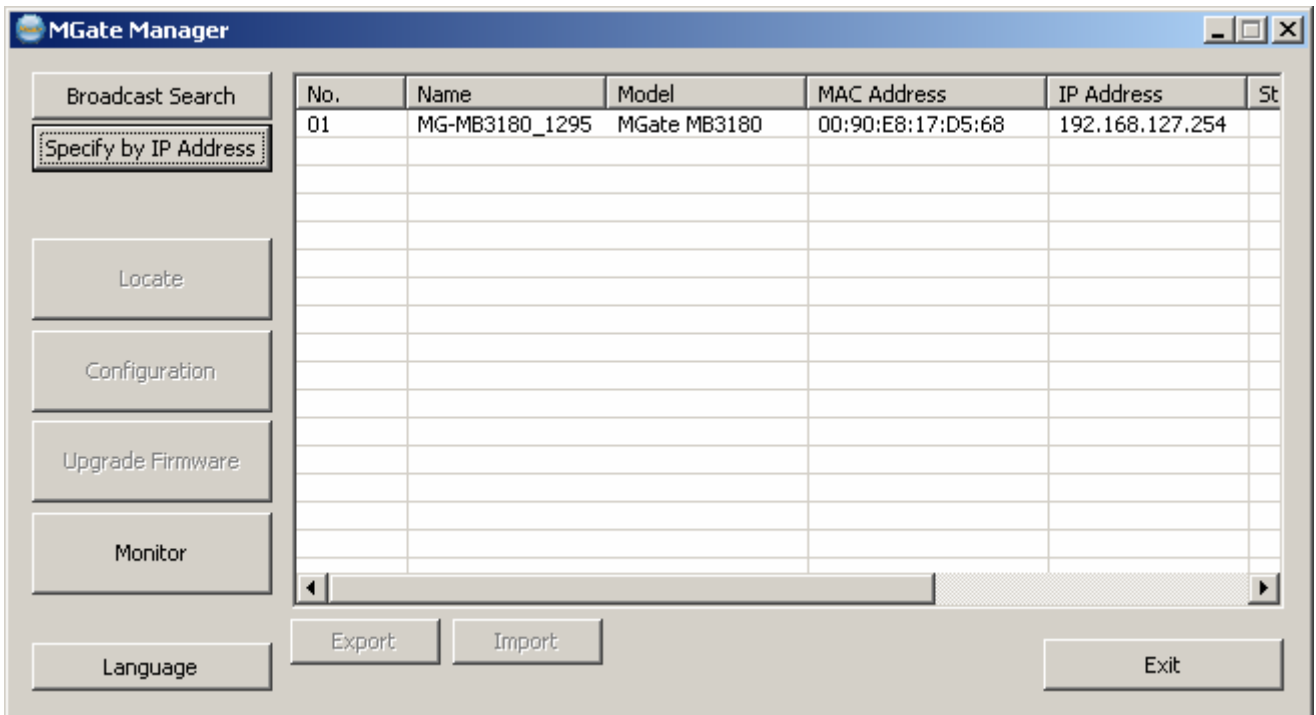 MGate Manager
Broadcast Search
Specify by IP Address
Locate
Configuration
Upgrade Firmware
Monitor
Language
No. Name Model MAC Address IP Address St
01 MG-MB3180_1295 MGate MB3180 00:90:E8:17:D5:68 192.168.127.254
Export Import
Exit